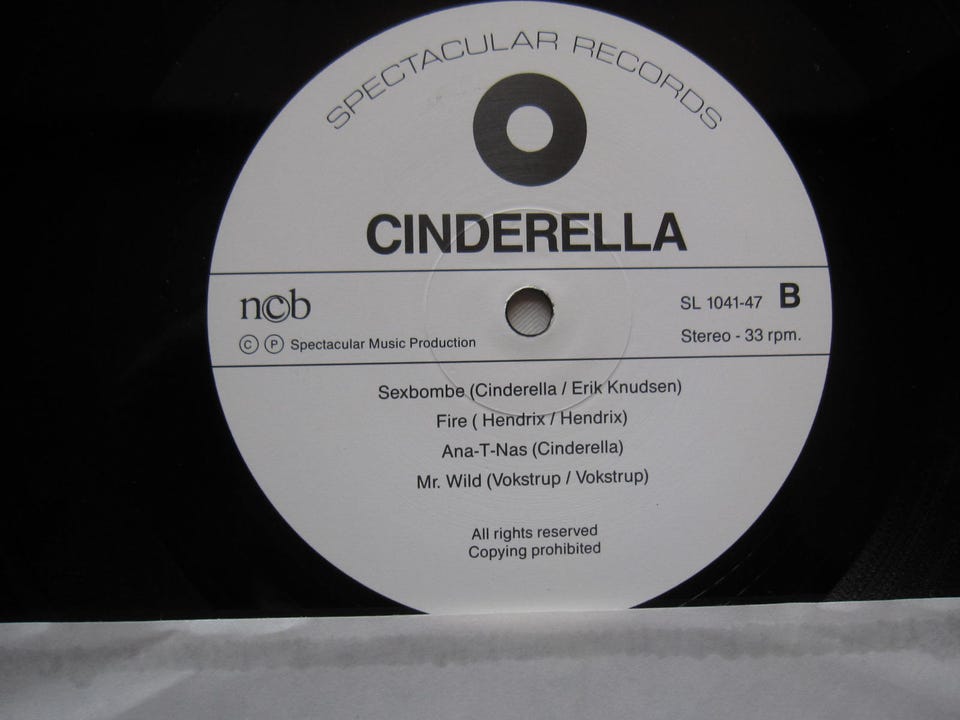 SPECTACULAR RECORDS
CINDERELLA
ncb
SL 1041-47 B
Ⓒ Ⓟ Spectacular Music Production
Stereo - 33 rpm.
Sexbombe (Cinderella / Erik Knudsen)
Fire ( Hendrix / Hendrix)
Ana-T-Nas (Cinderella)
Mr. Wild (Vokstrup / Vokstrup)
All rights reserved
Copying prohibited